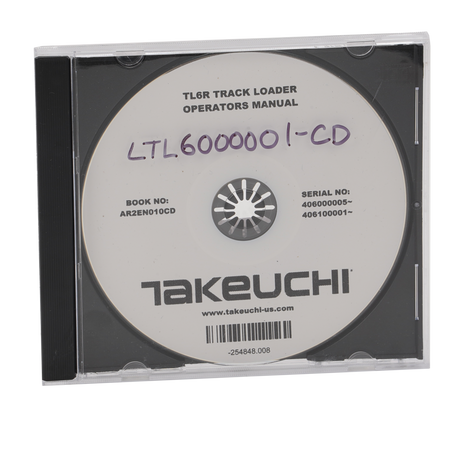 TL6R TRACK LOADER
OPERATORS MANUAL
LTL6000001-CD
BOOK NO:
AR2EN010CD
SERIAL NO:
406000005~
406100001~
TAKEUCHI
www.takeuchi-us.com
-254848.008